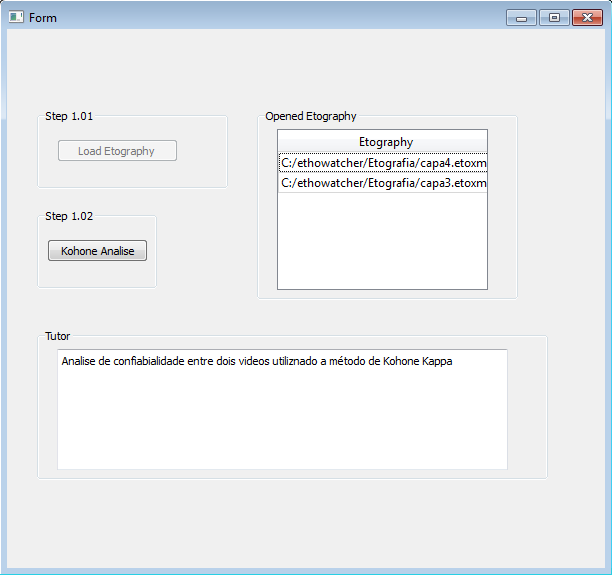 Form
Step 1.01
Load Etography
Opened Etography
Etography
C:/ethowatcher/Etografia/capa4.etoxm
C:/ethowatcher/Etografia/capa3.etoxm
Step 1.02
Kohone Analise
Tutor
Analise de confiabialidade entre dois videos utiliznado a método de Kohone Kappa